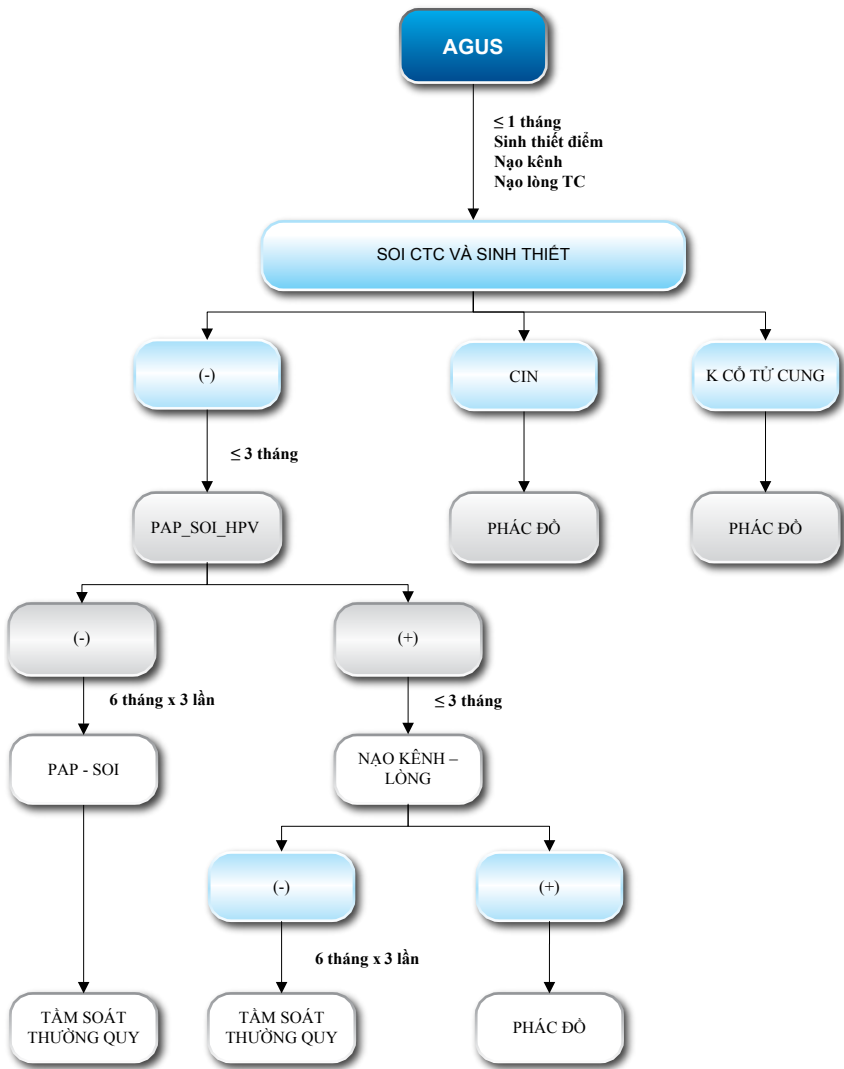 AGUS
≤ 1 tháng
Sinh thiết điểm
Nạo kênh
Nạo lòng TC
SOI CTC VÀ SINH THIẾT
(-)
CIN
K CỔ TỬ CUNG
≤ 3 tháng
PAP_SOI_HPV
PHÁC ĐỒ
PHÁC ĐỒ
(-)
(+)
6 tháng x 3 lần
≤ 3 tháng
PAP - SOI
NẠO KÊNH –
LÒNG
(-)
(+)
6 tháng x 3 lần
TẦM SOÁT
THƯỜNG QUY
TẦM SOÁT
THƯỜNG QUY
PHÁC ĐỒ